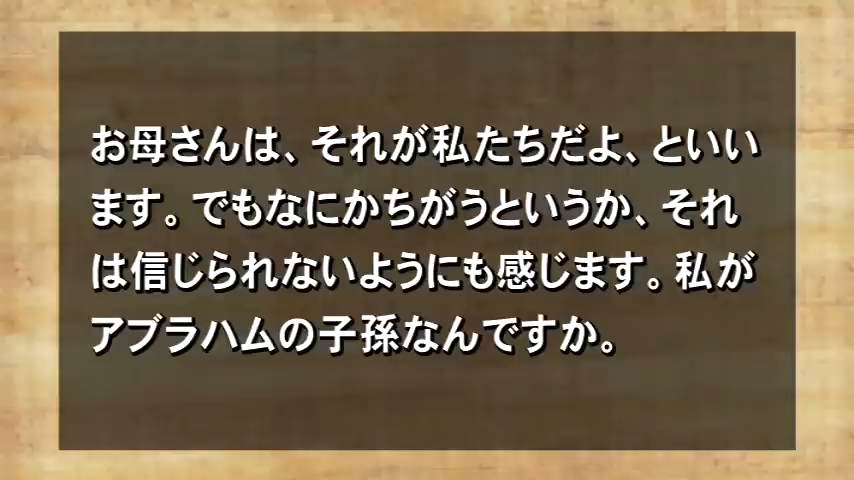 お母さんは、それが私たちだよ、といい
ます。でもなにかちがうというか、それ
は信じられないようにも感じます。私が
アブラハムの子孫なんですか。